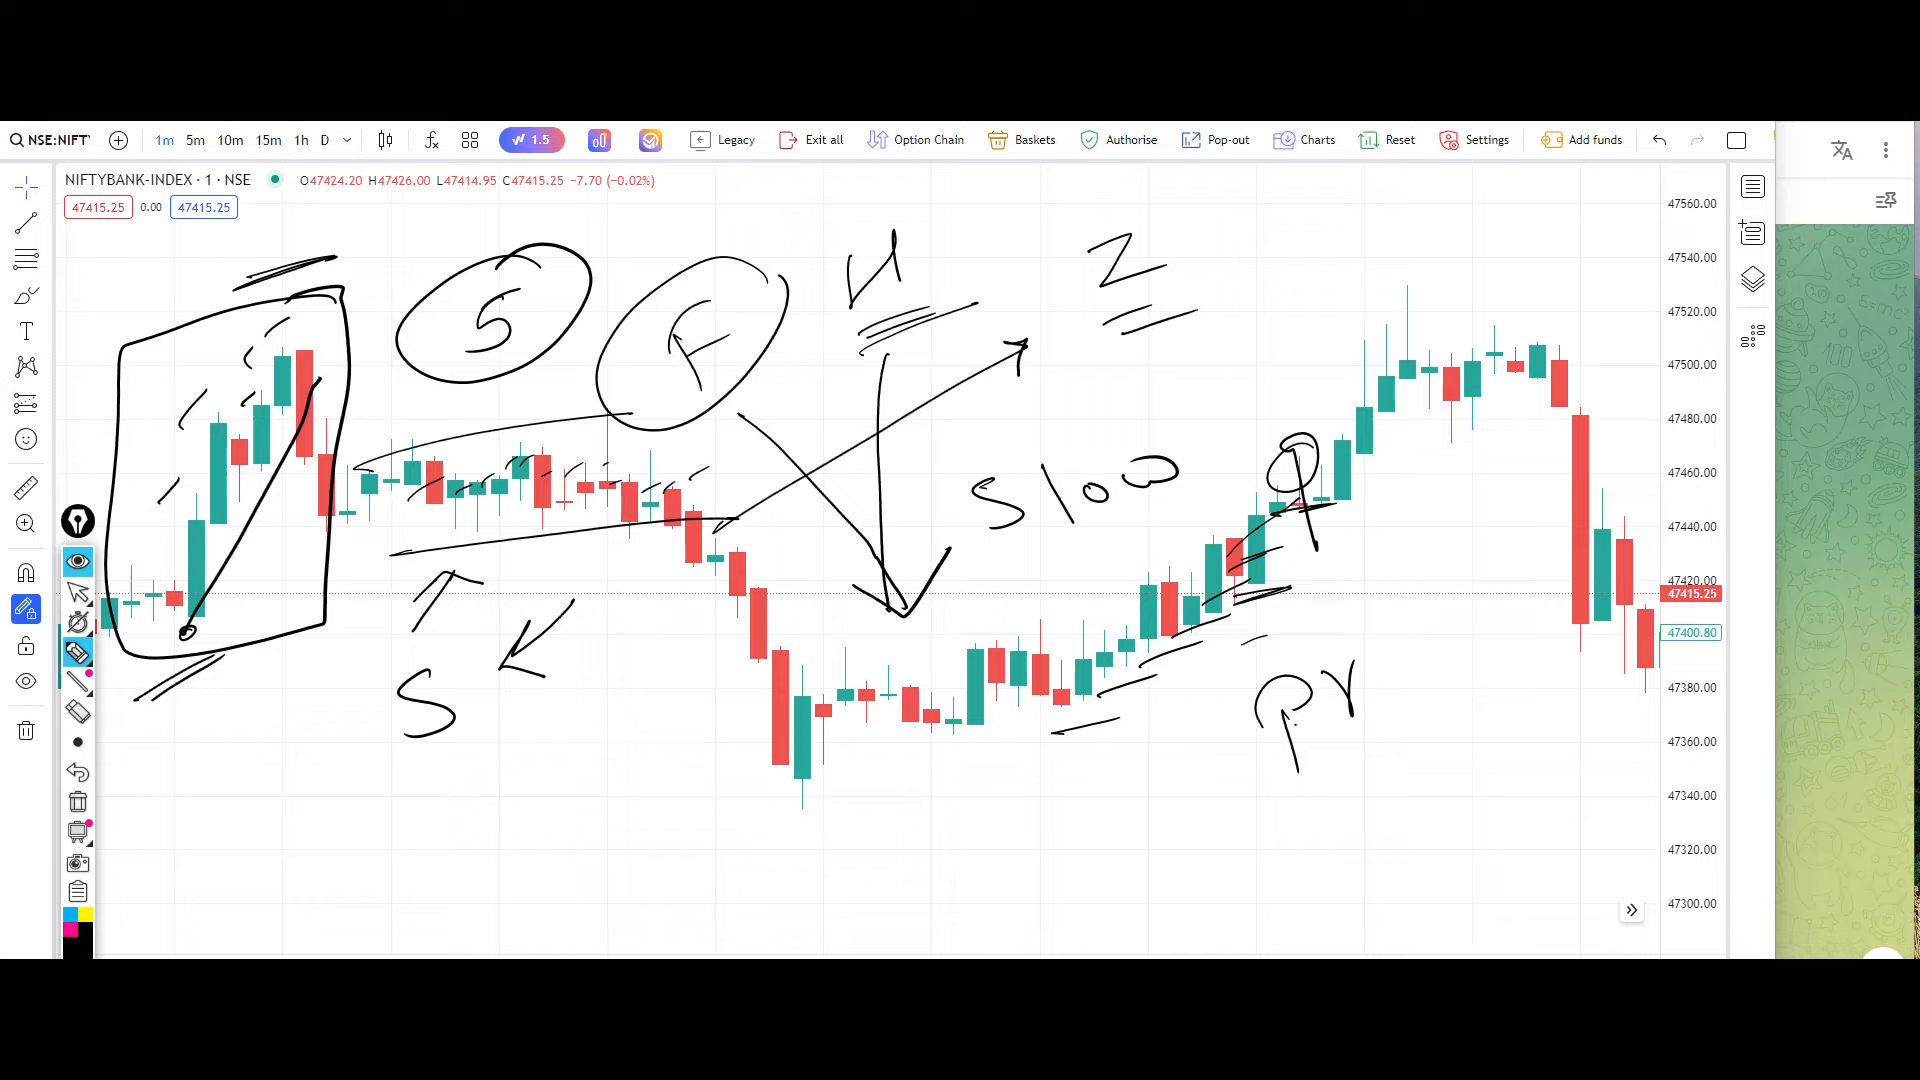 NSE:NIFTY
1m 5m 10m 15m 1h D
1.5
Legacy
Exit all
Option Chain
Baskets
Authorise
Pop-out
Charts
Reset
Settings
Add funds
NIFTYBANK-INDEX · 1 · NSE
O47424.20 H47426.00 L47414.95 C47415.25 −7.70 (−0.02%)
47415.25 0.00 47415.25
47560.00
47540.00
47520.00
47500.00
47480.00
47460.00
47440.00
47420.00
47415.25
47400.80
47380.00
47360.00
47340.00
47320.00
47300.00
S
F
N
Slow
S